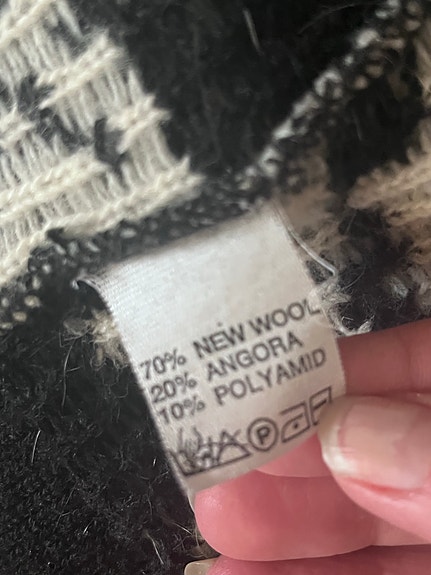 70% NEW WOOL
20% ANGORA
10% POLYAMID
P